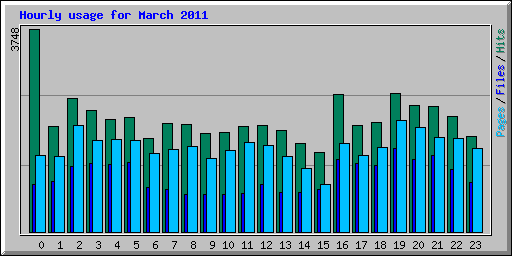 Hourly usage for March 2011
3748
Pages / Files / Hits
0 1 2 3 4 5 6 7 8 9 10 11 12 13 14 15 16 17 18 19 20 21 22 23